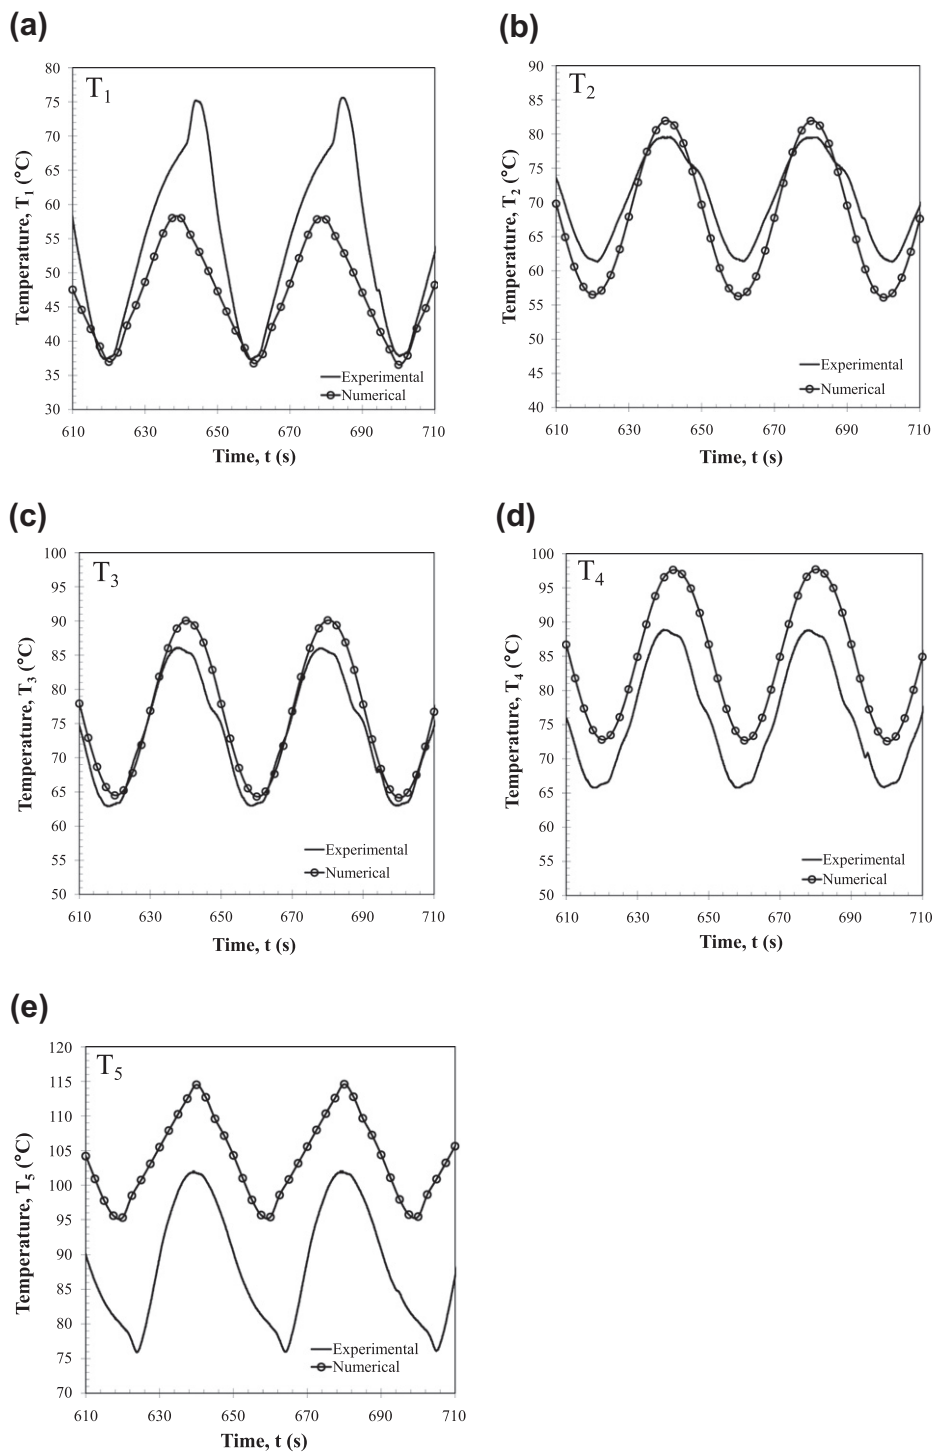 (a)
80
75
70
65
60
55
50
45
40
35
30
T1
Temperature, T1 (°C)
Experimental
Numerical
610 630 650 670 690 710
Time, t (s)
(b)
90
85
80
75
70
65
60
55
50
45
40
T2
Temperature, T2 (°C)
Experimental
Numerical
610 630 650 670 690 710
Time, t (s)
(c)
100
95
90
85
80
75
70
65
60
55
50
T3
Temperature, T3 (°C)
Experimental
Numerical
610 630 650 670 690 710
Time, t (s)
(d)
100
95
90
85
80
75
70
65
60
55
50
T4
Temperature, T4 (°C)
Experimental
Numerical
610 630 650 670 690 710
Time, t (s)
(e)
120
115
110
105
100
95
90
85
80
75
70
T5
Temperature, T5 (°C)
Experimental
Numerical
610 630 650 670 690 710
Time, t (s)